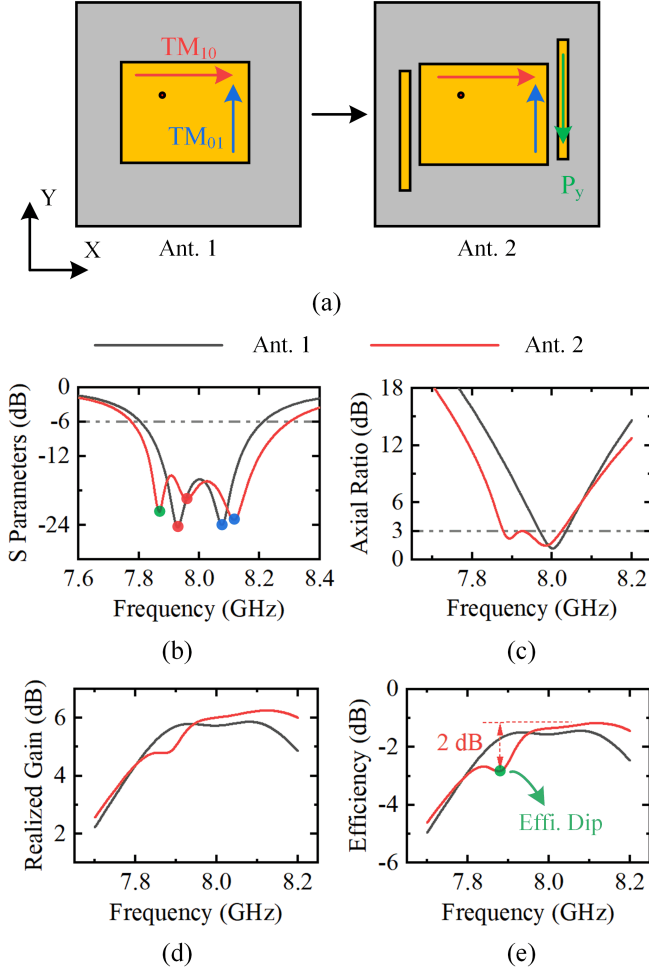 TM10
TM01
Py
Y
X
Ant. 1
Ant. 2
(a)
Ant. 1
Ant. 2
S Parameters (dB)
0
-6
-12
-18
-24
-30
7.6
7.8
8.0
8.2
8.4
Frequency (GHz)
(b)
Axial Ratio (dB)
18
15
12
9
6
3
0
7.8
8.0
8.2
Frequency (GHz)
(c)
Realized Gain (dB)
6
4
2
7.8
8.0
8.2
Frequency (GHz)
(d)
Efficiency (dB)
0
-2
-4
-6
2 dB
Effi. Dip
7.8
8.0
8.2
Frequency (GHz)
(e)